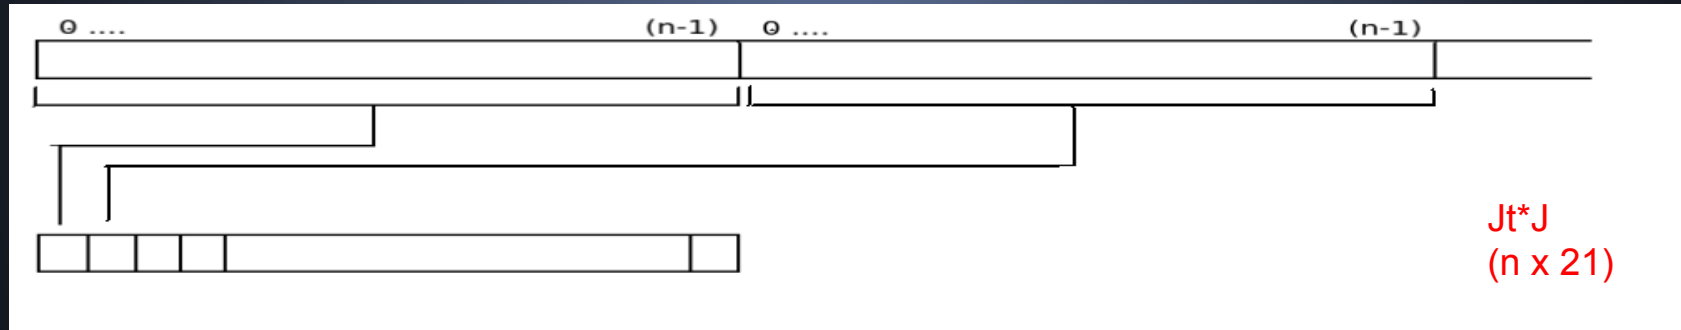 0 .... (n-1) 0 .... (n-1)
Jt*J
(n x 21)